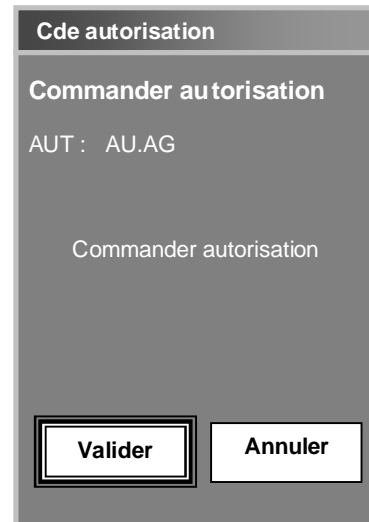 Cde autorisation
Commander autorisation
AUT : AU.AG
Commander autorisation
Valider Annuler